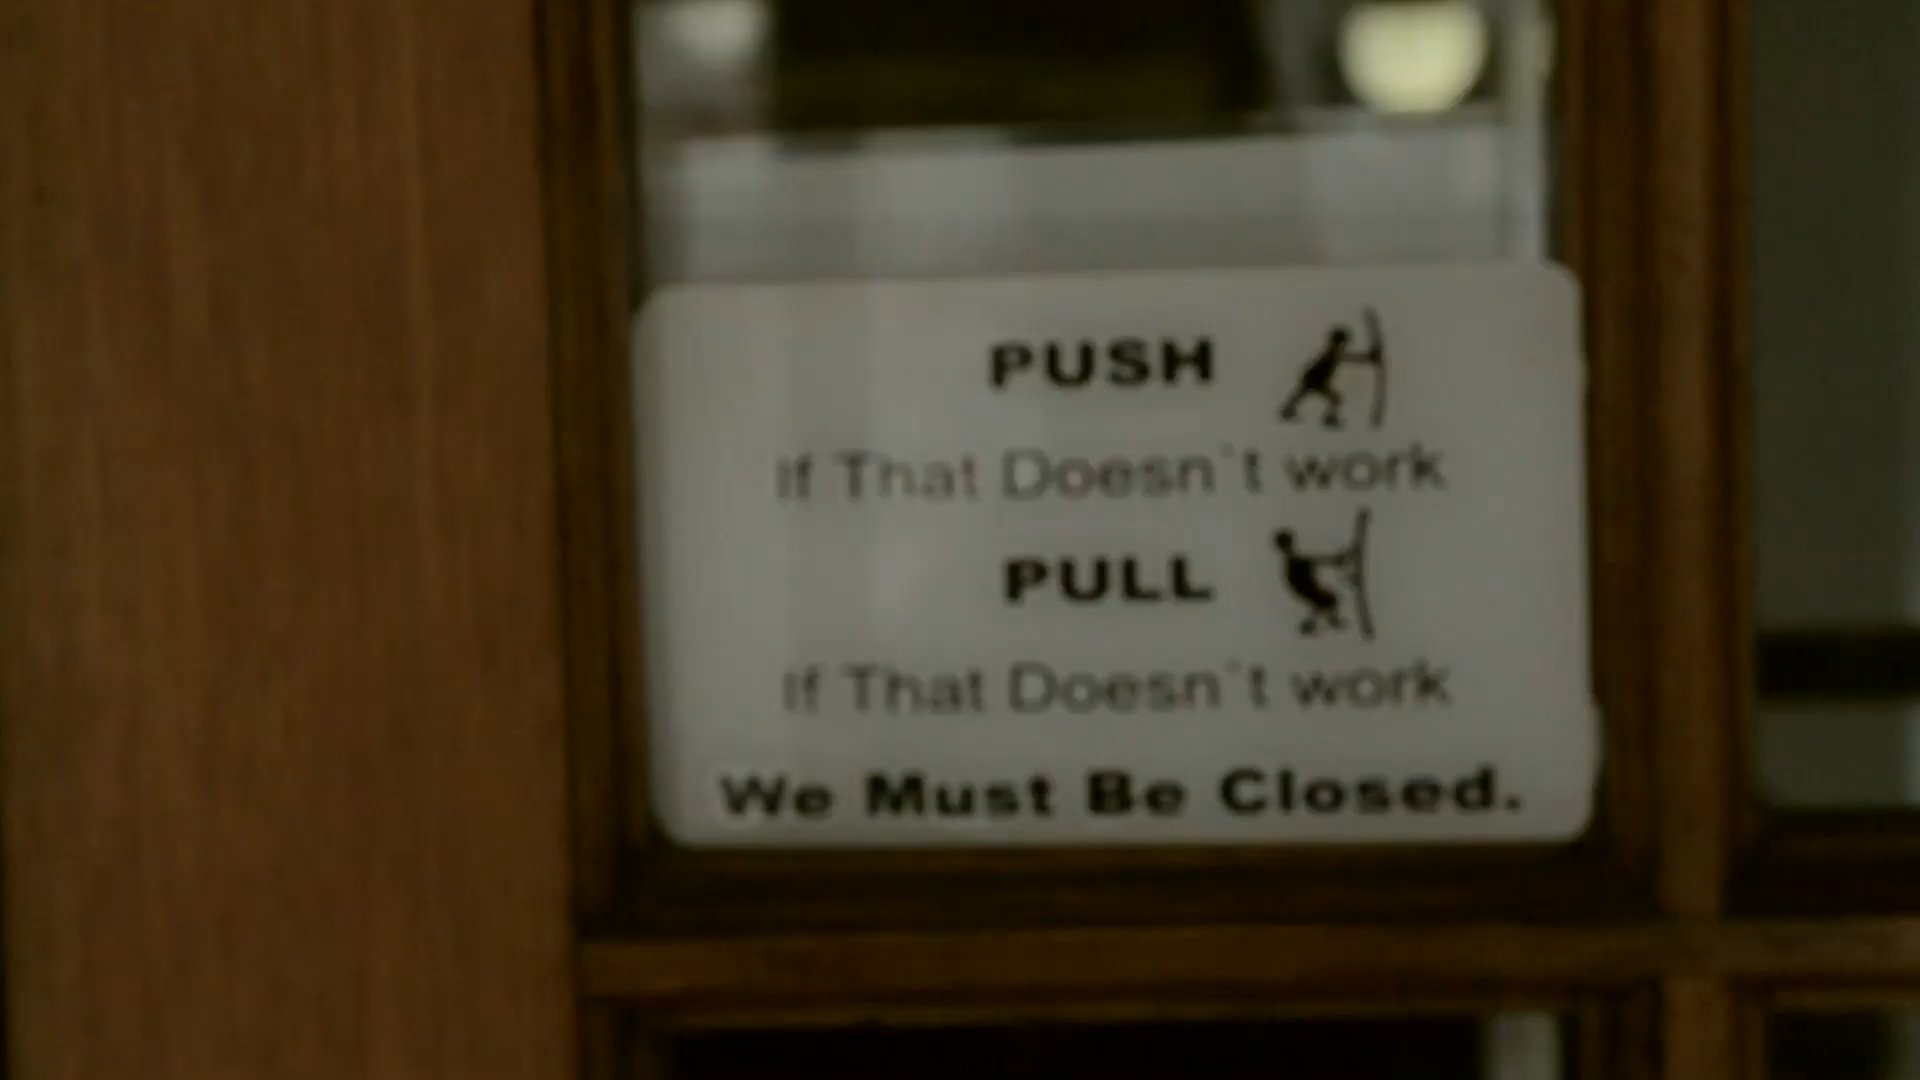 PUSH
If That Doesn't work
PULL
If That Doesn't work
We Must Be Closed.